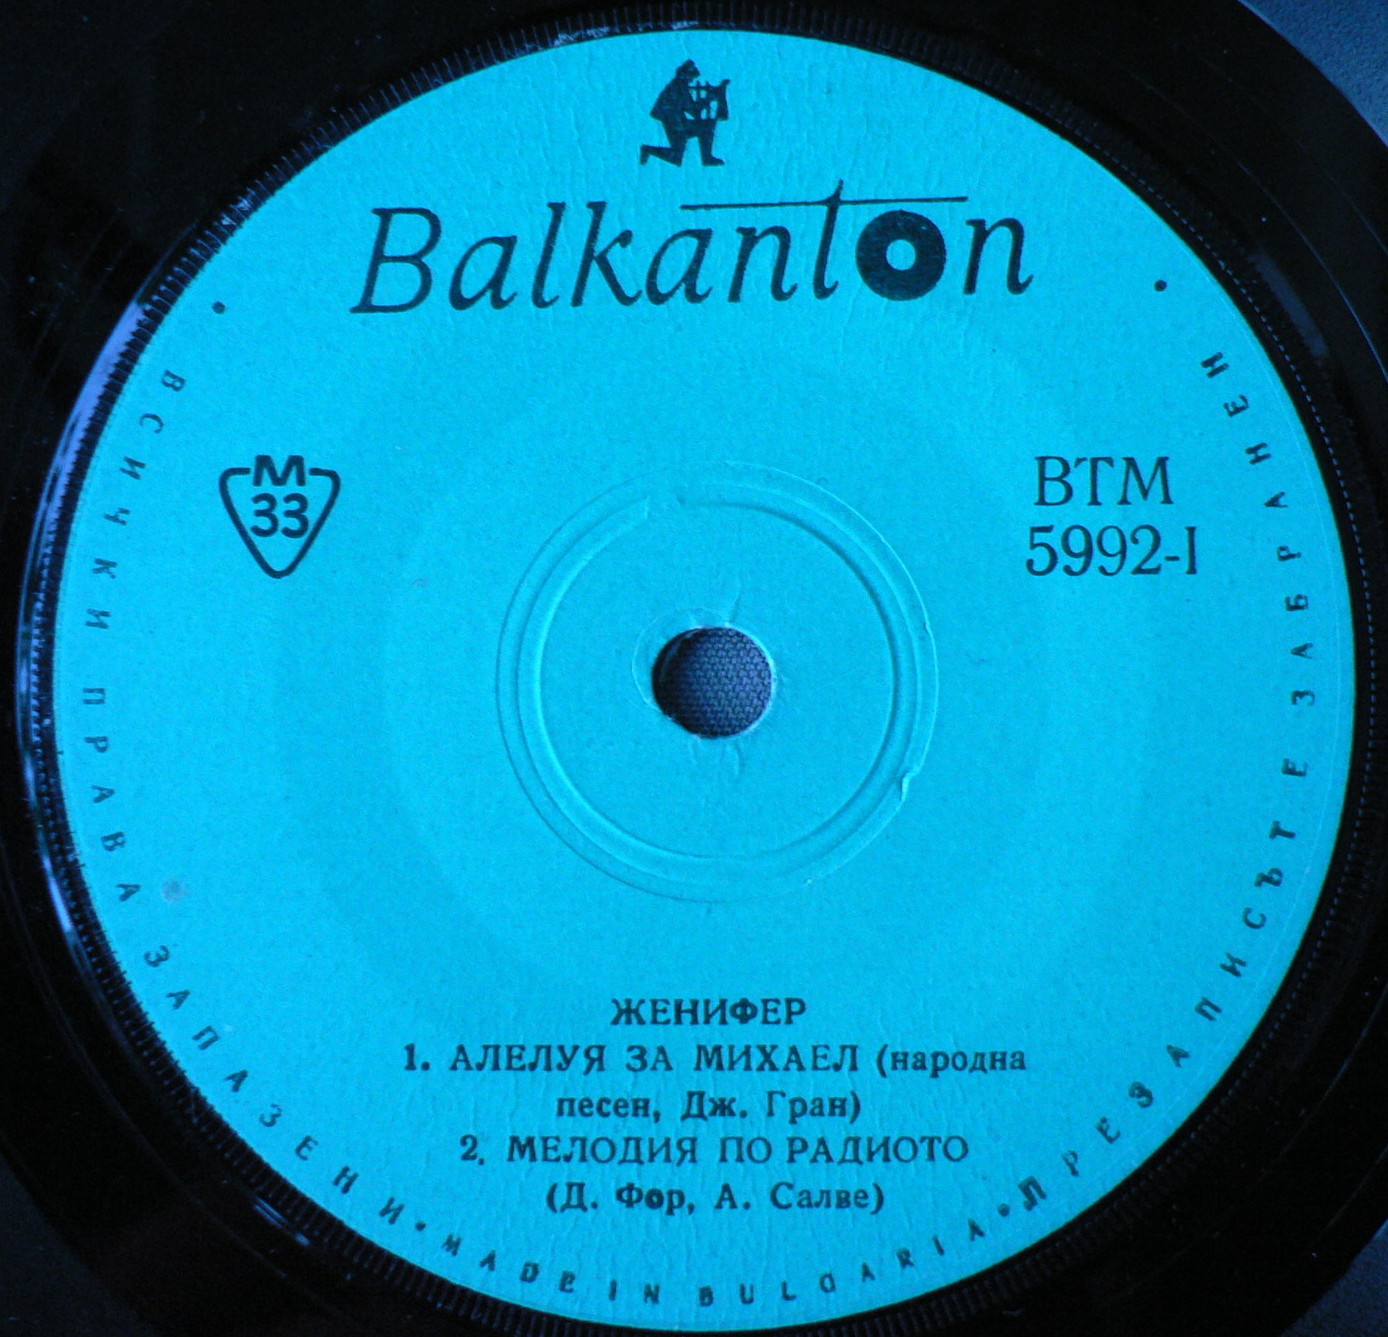 Balkanton
М
33
ВТМ
5992-I
ЖЕНИФЕР
1. АЛЕЛУЯ ЗА МИХАЕЛ (народна
песен, Дж. Гран)
2. МЕЛОДИЯ ПО РАДИОТО
(Д. Фор, А. Салве)
ВСИЧКИ ПРАВА ЗАПАЗЕНИ • MADE IN BULGARIA • ПРЕЗАПИСЪТ Е ЗАБРАНЕН